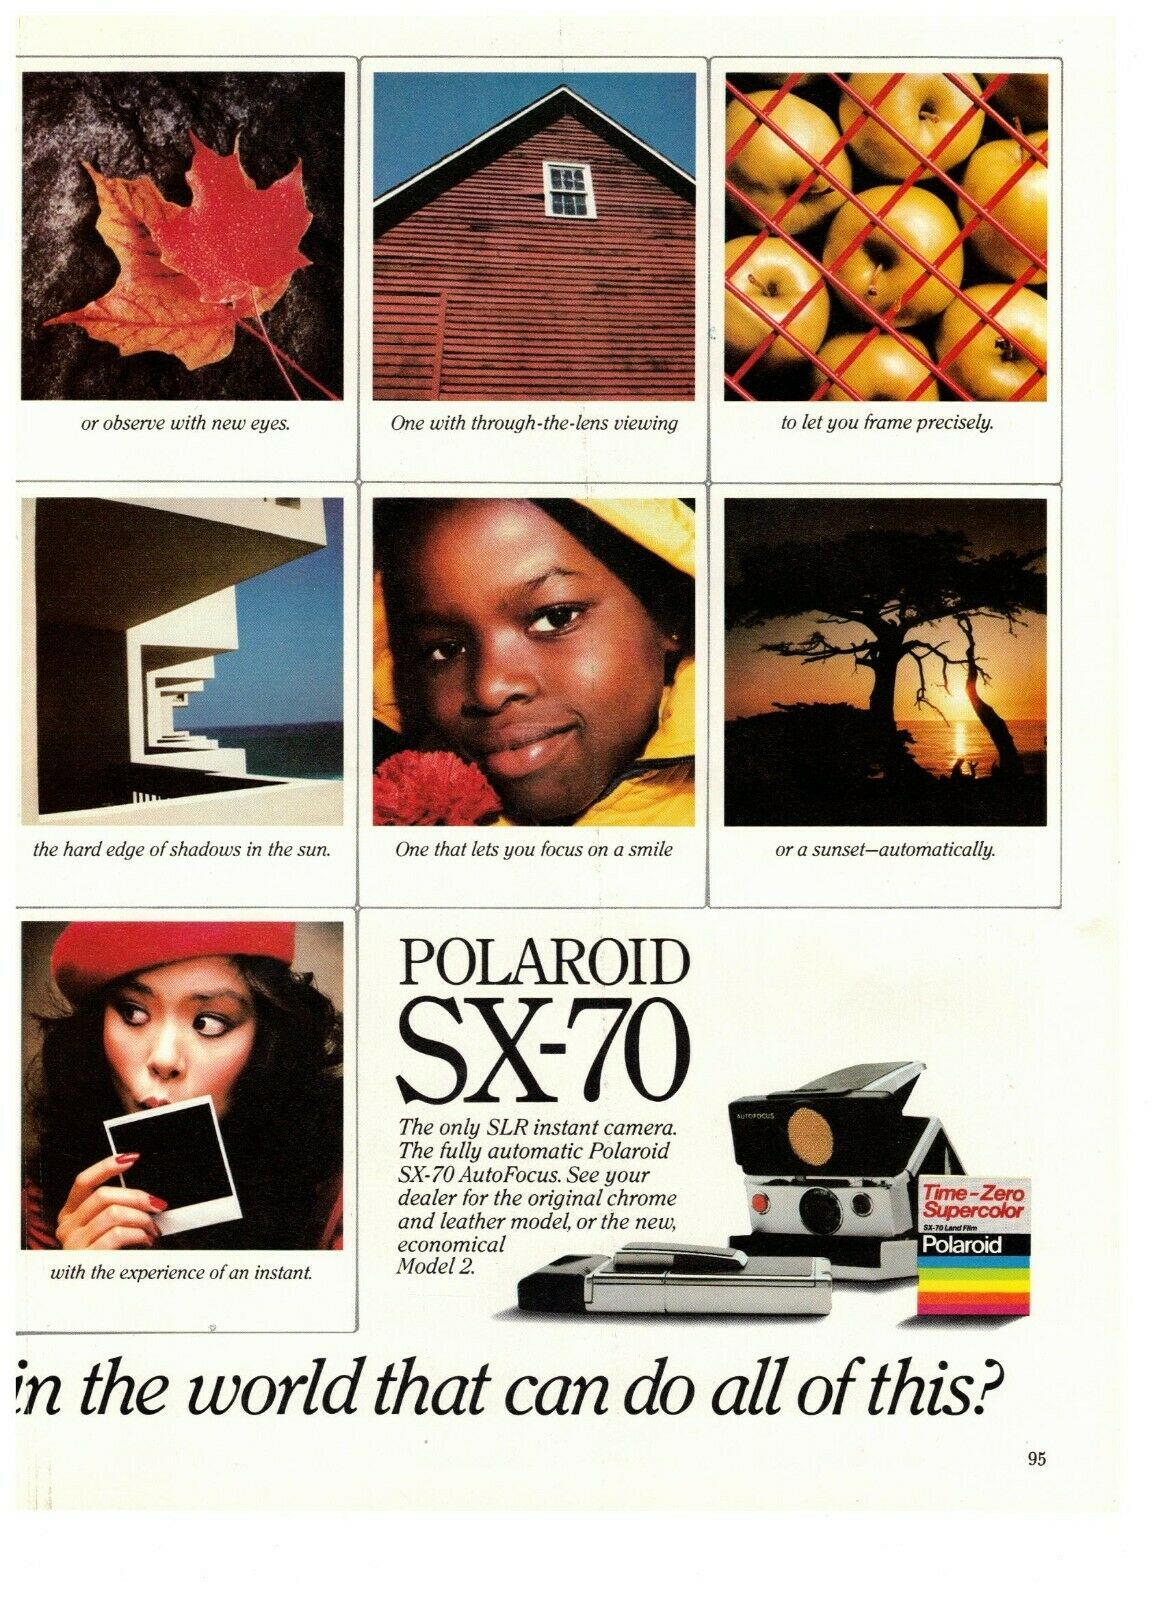 or observe with new eyes.
One with through-the-lens viewing
to let you frame precisely.
the hard edge of shadows in the sun.
One that lets you focus on a smile
or a sunset—automatically.
with the experience of an instant.
POLAROID
SX-70
The only SLR instant camera.
The fully automatic Polaroid
SX-70 AutoFocus. See your
dealer for the original chrome
and leather model, or the new,
economical
Model 2.
AUTOFOCUS
Time-Zero
Supercolor
SX-70 Land Film
Polaroid
in the world that can do all of this?
95